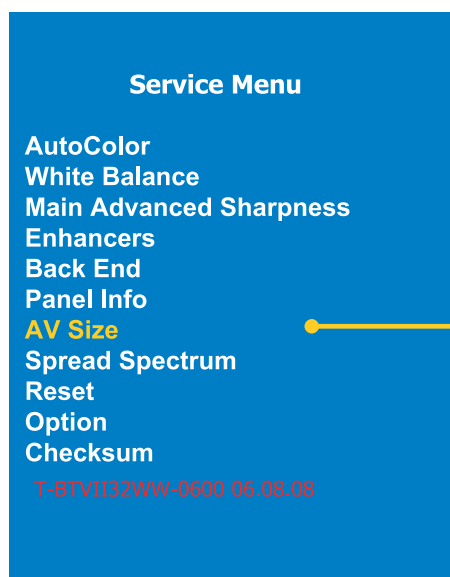 Service Menu
AutoColor
White Balance
Main Advanced Sharpness
Enhancers
Back End
Panel Info
AV Size
Spread Spectrum
Reset
Option
Checksum
T-BTVII32WW-0600 06.08.08